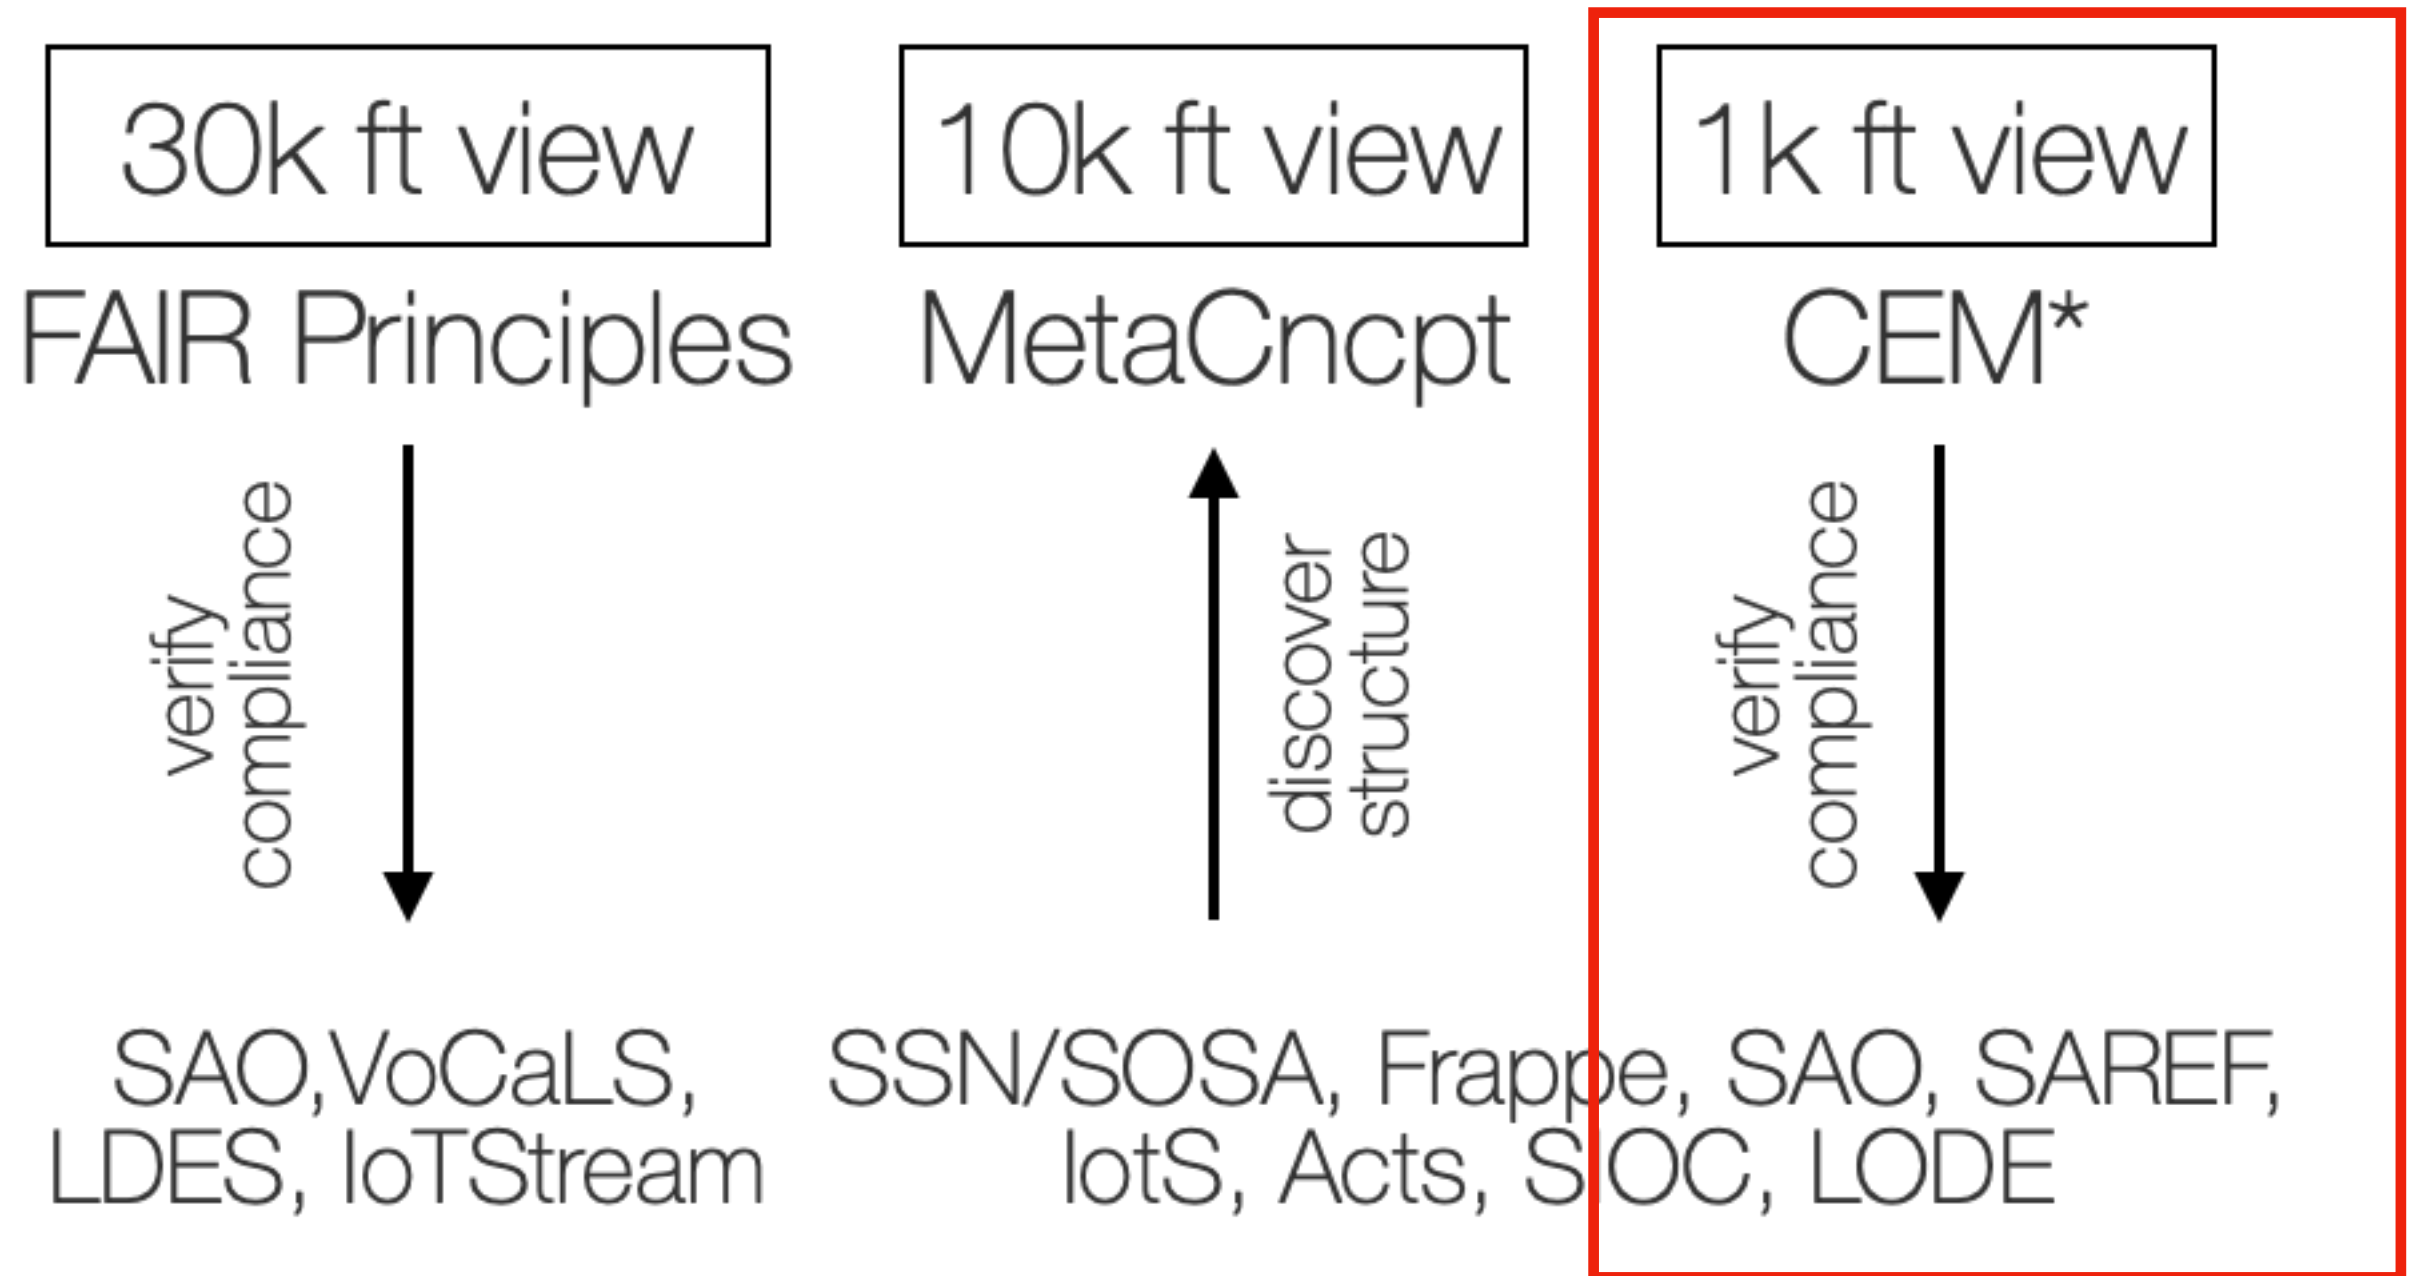 30k ft view
FAIR Principles
verify
compliance
SAO,VoCaLS,
LDES, IoTStream
10k ft view
MetaCncpt
discover
structure
1k ft view
CEM*
verify
compliance
SSN/SOSA, Frappe, SAO, SAREF,
IotS, Acts, SIOC, LODE